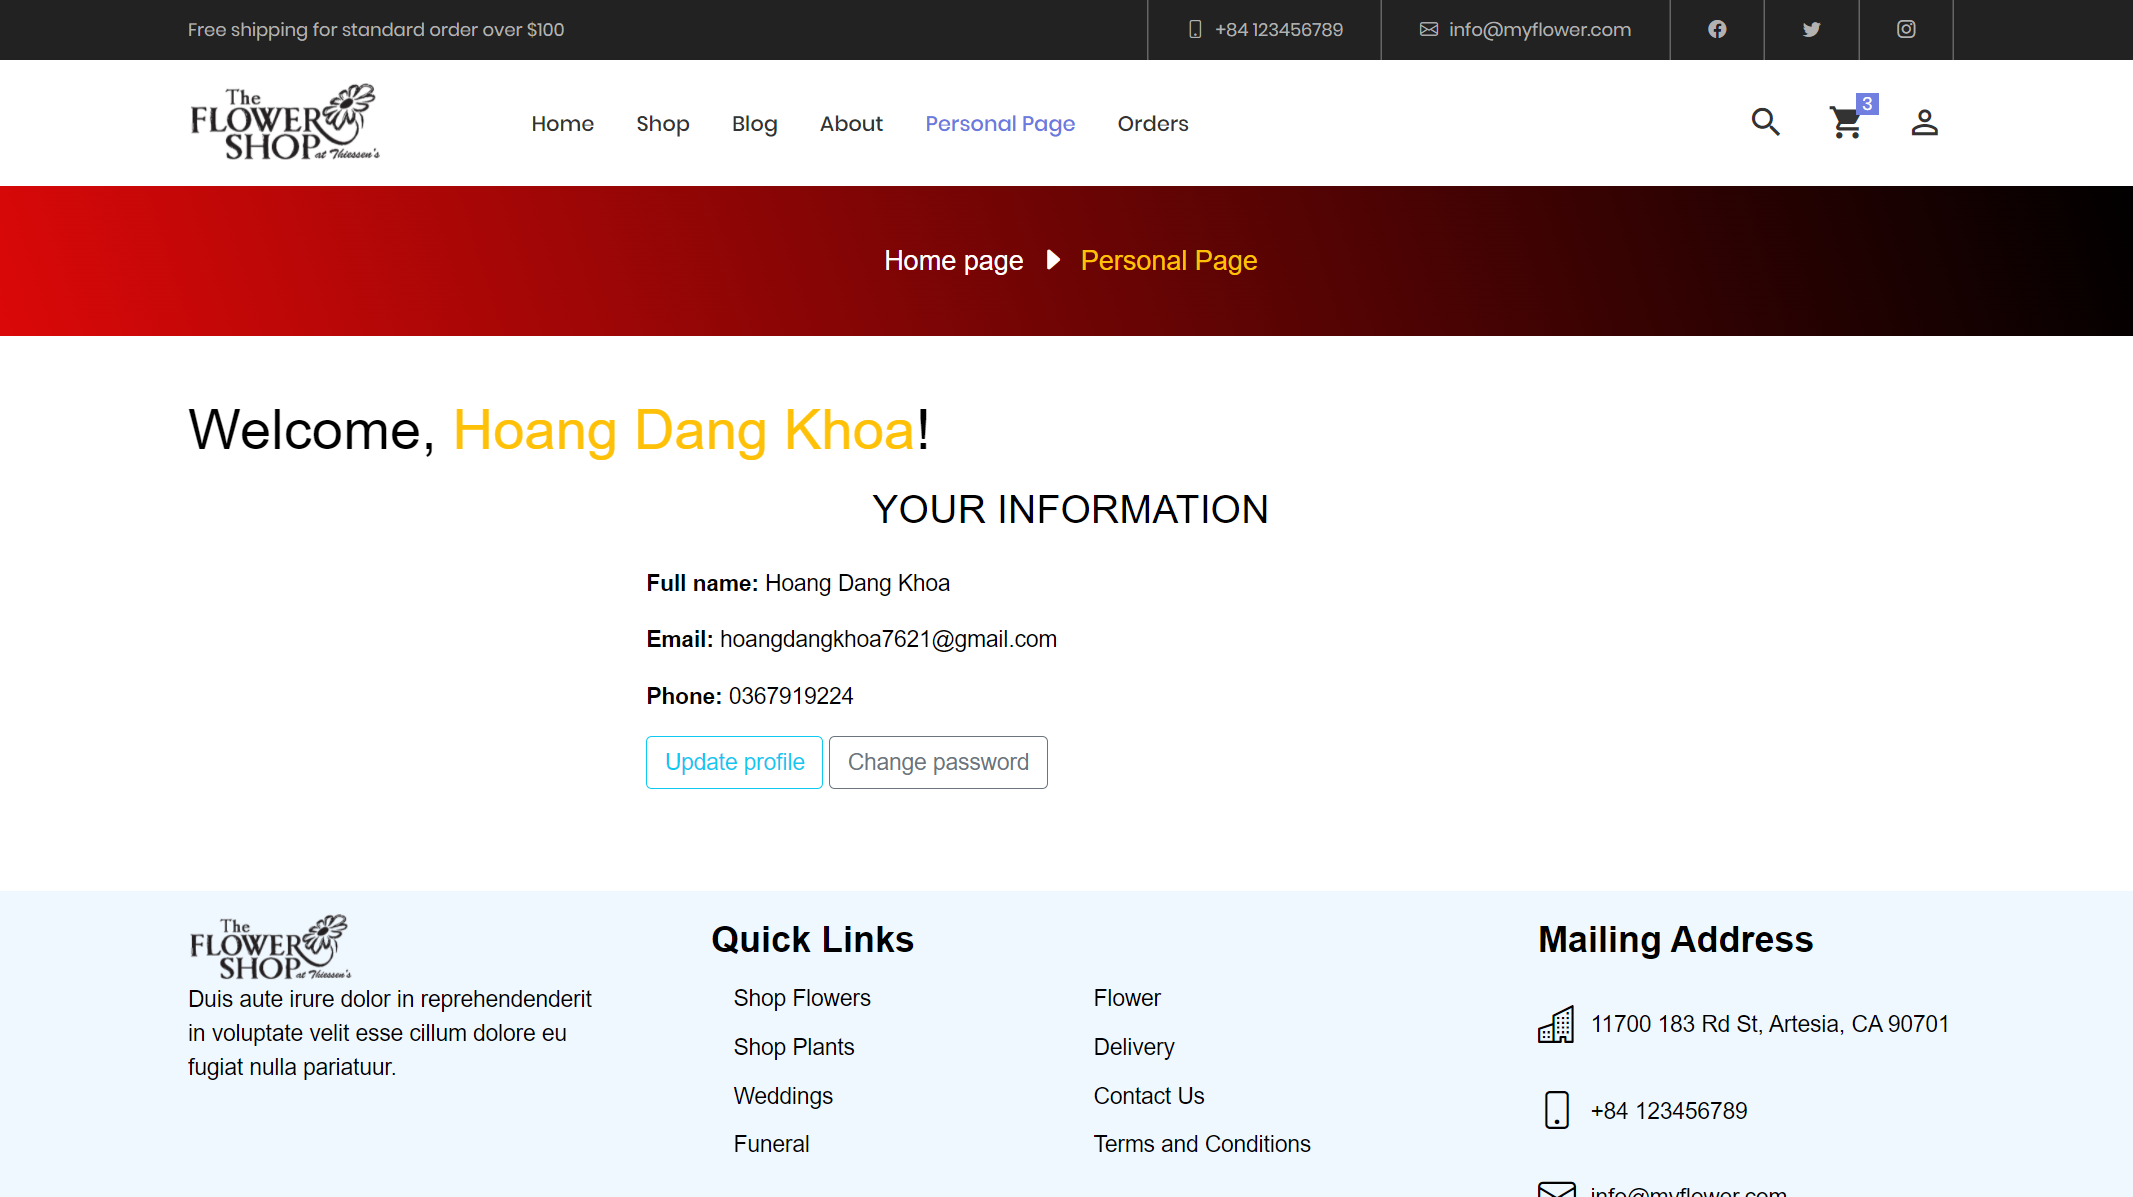 Free shipping for standard order over $100
+84 123456789
info@myflower.com
The
FLOWER
SHOP at Thiessen's
Home
Shop
Blog
About
Personal Page
Orders
3
Home page
Personal Page
Welcome, Hoang Dang Khoa!
YOUR INFORMATION
Full name: Hoang Dang Khoa
Email: hoangdangkhoa7621@gmail.com
Phone: 0367919224
Update profile
Change password
The
FLOWER
SHOP at Thiessen's
Duis aute irure dolor in reprehendenderit
in voluptate velit esse cillum dolore eu
fugiat nulla pariatuur.
Quick Links
Shop Flowers
Shop Plants
Weddings
Funeral
Flower
Delivery
Contact Us
Terms and Conditions
Mailing Address
11700 183 Rd St, Artesia, CA 90701
+84 123456789
info@myflower.com